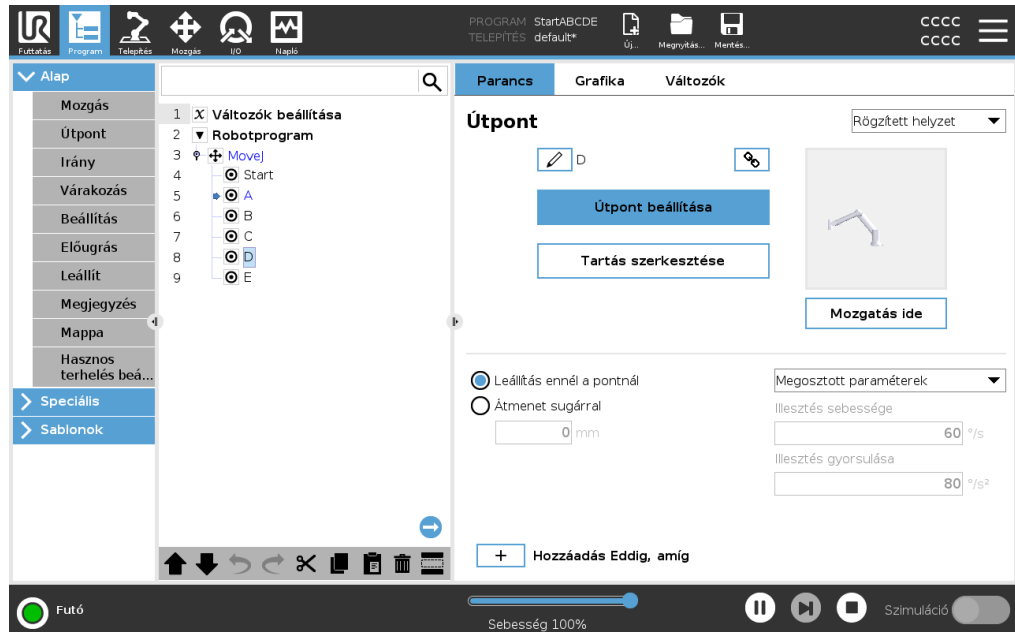 UR
Futtatás
Program
Telepítés
Mozgás
I/O
Napló
PROGRAM StartABCDE
TELEPÍTÉS default*
Új...
Megnyitás...
Mentés...
CCCC
CCCC
Alap
Mozgás
Útpont
Irány
Várakozás
Beállítás
Előugrás
Leállít
Megjegyzés
Mappa
Hasznos
terhelés beá...
Speciális
Sablonok
1 x Változók beállítása
2 Robotprogram
3 MoveJ
4 Start
5 A
6 B
7 C
8 D
9 E
Parancs
Grafika
Változók
Útpont
Rögzített helyzet
D
Útpont beállítása
Tartás szerkesztése
Mozgatás ide
Leállítás ennél a pontnál
Átmenet sugárral
0 mm
Megosztott paraméterek
Illesztés sebessége
60 °/s
Illesztés gyorsulása
80 °/s²
+ Hozzáadás Eddig, amíg
Futó
Sebesség 100%
Szimuláció